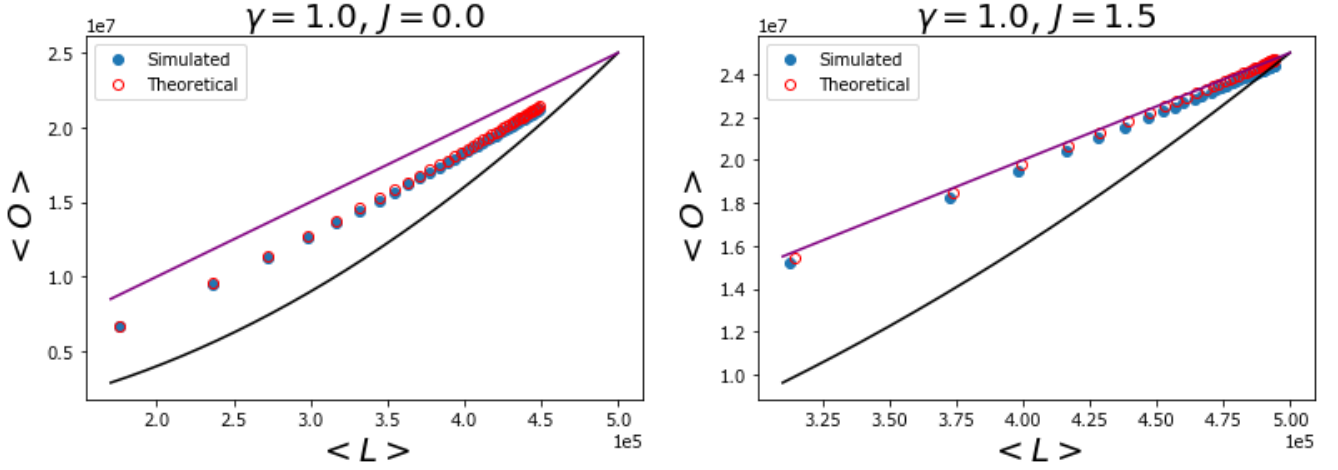 γ = 1.0, J = 0.0
1e7
Simulated
Theoretical
2.5
2.0
1.5
1.0
0.5
< O >
2.0 2.5 3.0 3.5 4.0 4.5 5.0
1e5
< L >
γ = 1.0, J = 1.5
1e7
Simulated
Theoretical
2.4
2.2
2.0
1.8
1.6
1.4
1.2
1.0
< O >
3.25 3.50 3.75 4.00 4.25 4.50 4.75 5.00
1e5
< L >